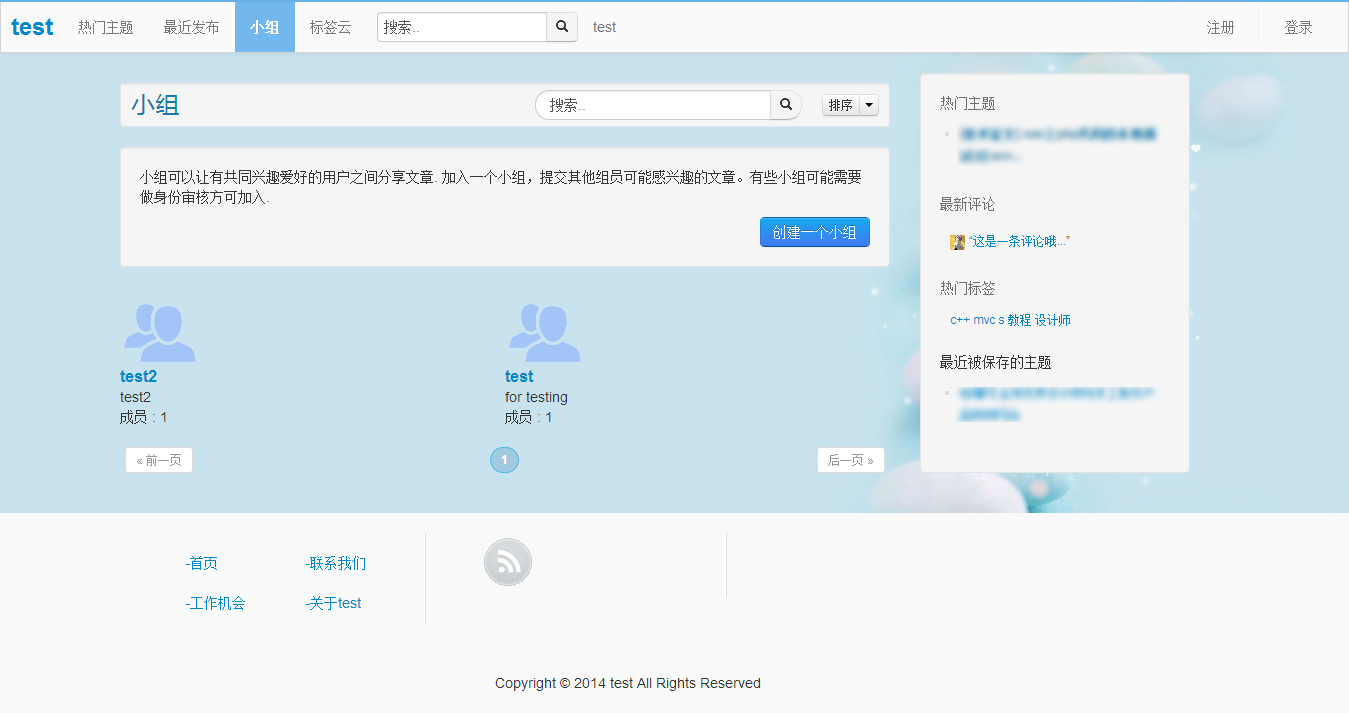 test 热门主题 最近发布 小组 标签云 搜索.. test 注册 登录
小组 搜索.. 排序
小组可以让有共同兴趣爱好的用户之间分享文章. 加入一个小组，提交其他组员可能感兴趣的文章。有些小组可能需要
做身份审核方可加入.
创建一个小组
test2
test2
成员 : 1
test
for testing
成员 : 1
« 前一页 1 后一页 »
热门主题
最新评论
“这是一条评论哦...”
热门标签
c++ mvc s 教程 设计师
最近被保存的主题
-首页 -联系我们
-工作机会 -关于test
Copyright © 2014 test All Rights Reserved